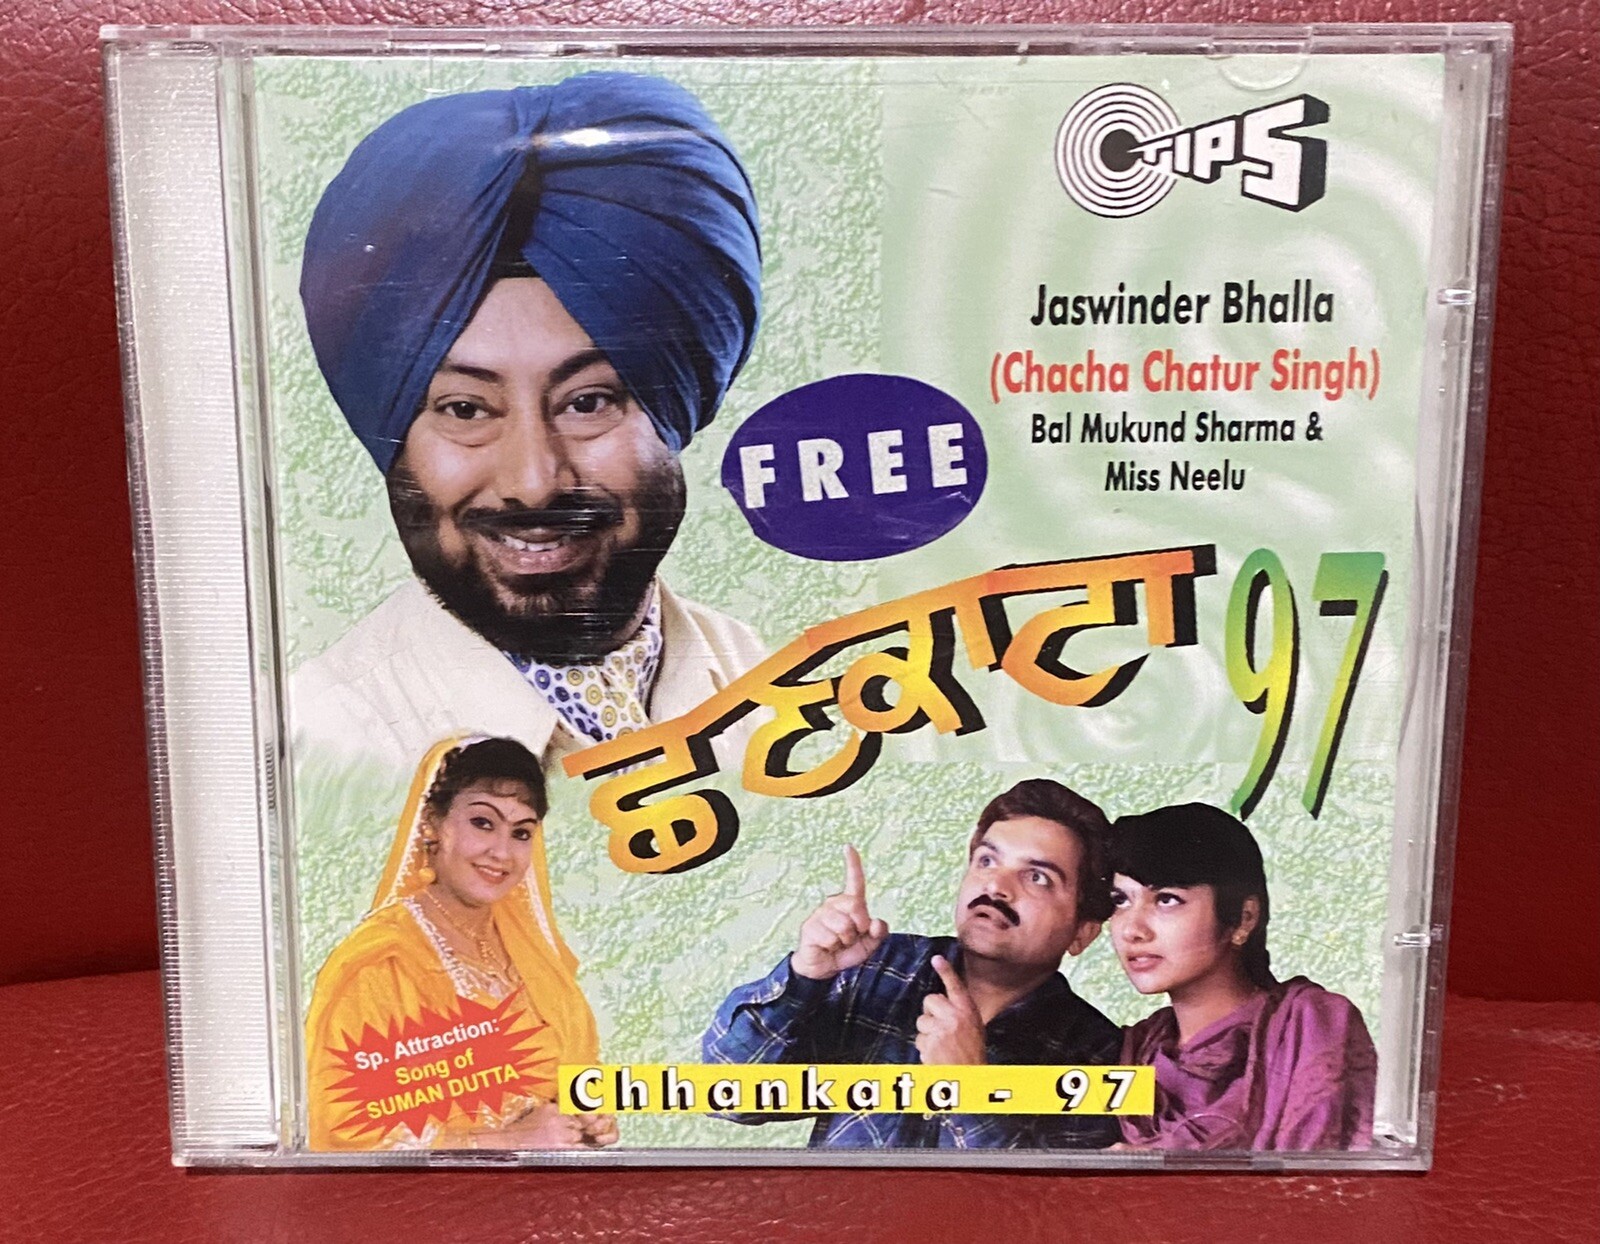 TIPS
Jaswinder Bhalla
(Chacha Chatur Singh)
Bal Mukund Sharma &
Miss Neelu
FREE
ਛਣਕਾਟਾ 97
Sp. Attraction:
Song of
SUMAN DUTTA
Chhankata - 97